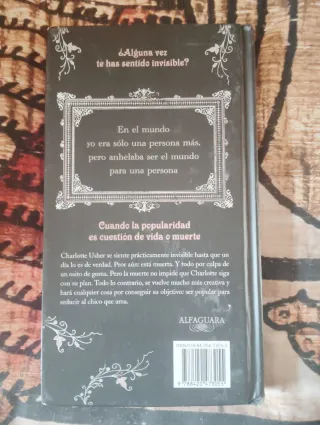 ¿Alguna vez
te has sentido invisible?
En el mundo
yo era sólo una persona más,
pero anhelaba ser el mundo
para una persona
Cuando la popularidad
es cuestión de vida o muerte
Charlotte Usher se siente prácticamente invisible hasta que un
día lo es de verdad. Peor aún: está muerta. Y todo por culpa de
un osito de goma. Pero la muerte no impide que Charlotte siga
con su plan. Todo lo contrario, se vuelve mucho más creativa y
hará cualquier cosa por conseguir su objetivo: ser popular para
seducir al chico que ama.
ALFAGUARA